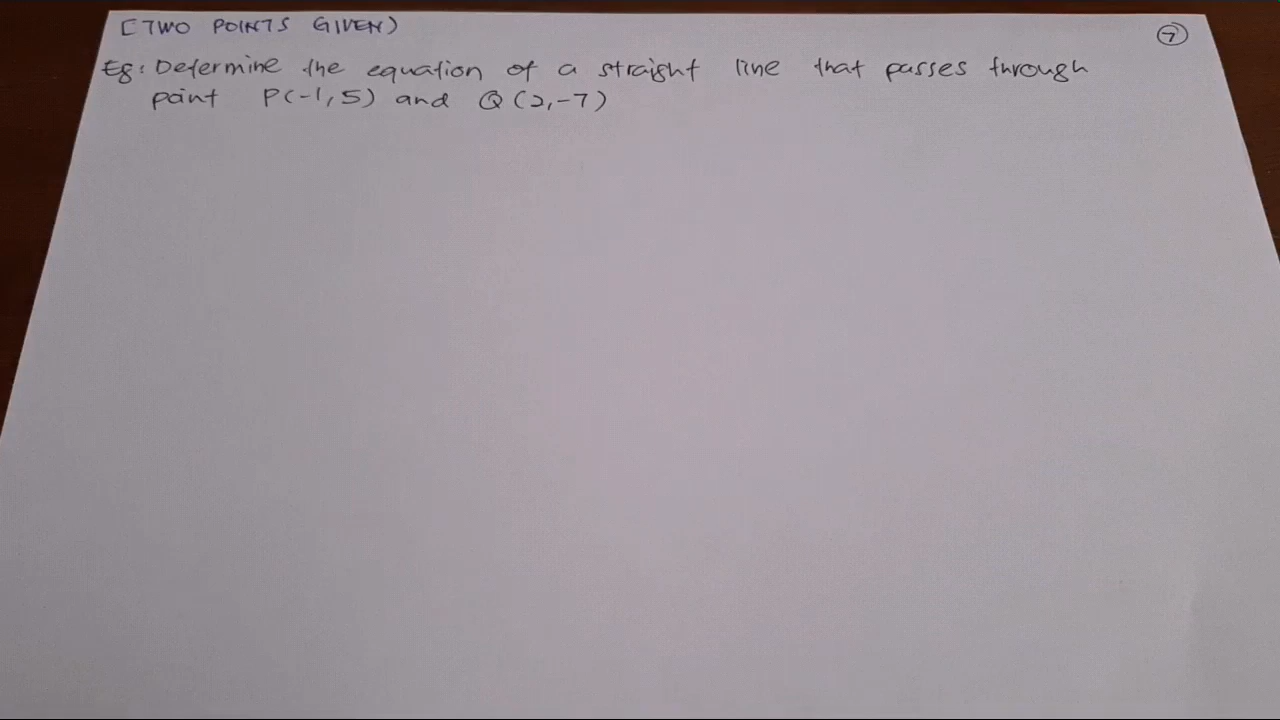 (TWO POINTS GIVEN)
7
Eg: Determine the equation of a straight line that passes through
point P(-1,5) and Q(2,-7)